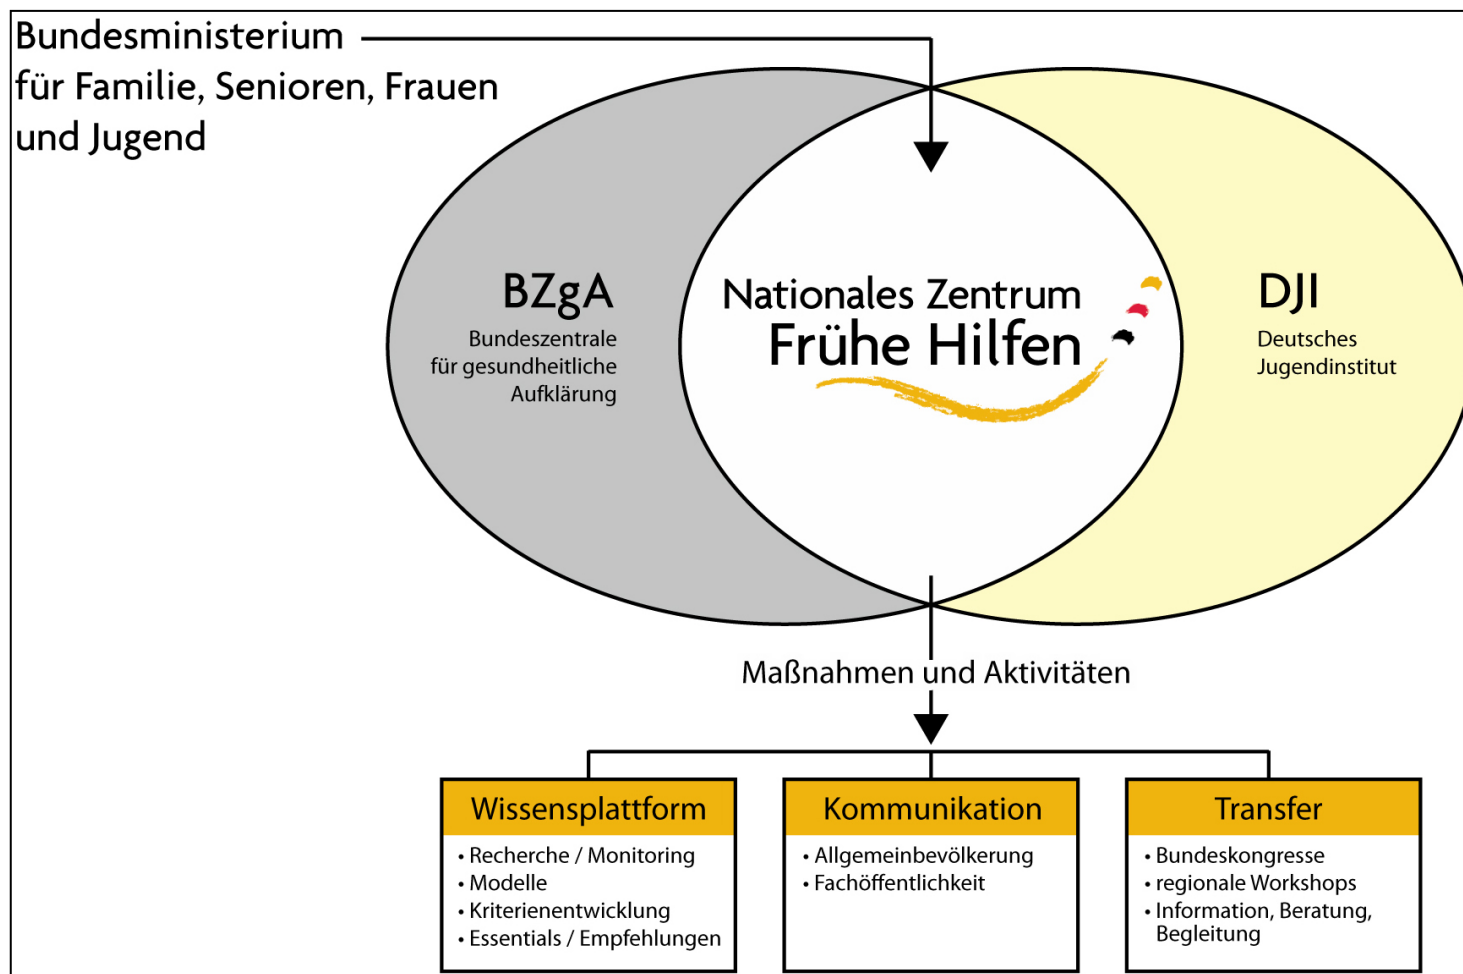 Bundesministerium
für Familie, Senioren, Frauen
und Jugend
BZgA
Bundeszentrale
für gesundheitliche
Aufklärung
Nationales Zentrum
Frühe Hilfen
DJI
Deutsches
Jugendinstitut
Maßnahmen und Aktivitäten
Wissensplattform
• Recherche / Monitoring
• Modelle
• Kriterienentwicklung
• Essentials / Empfehlungen
Kommunikation
• Allgemeinbevölkerung
• Fachöffentlichkeit
Transfer
• Bundeskongresse
• regionale Workshops
• Information, Beratung,
Begleitung